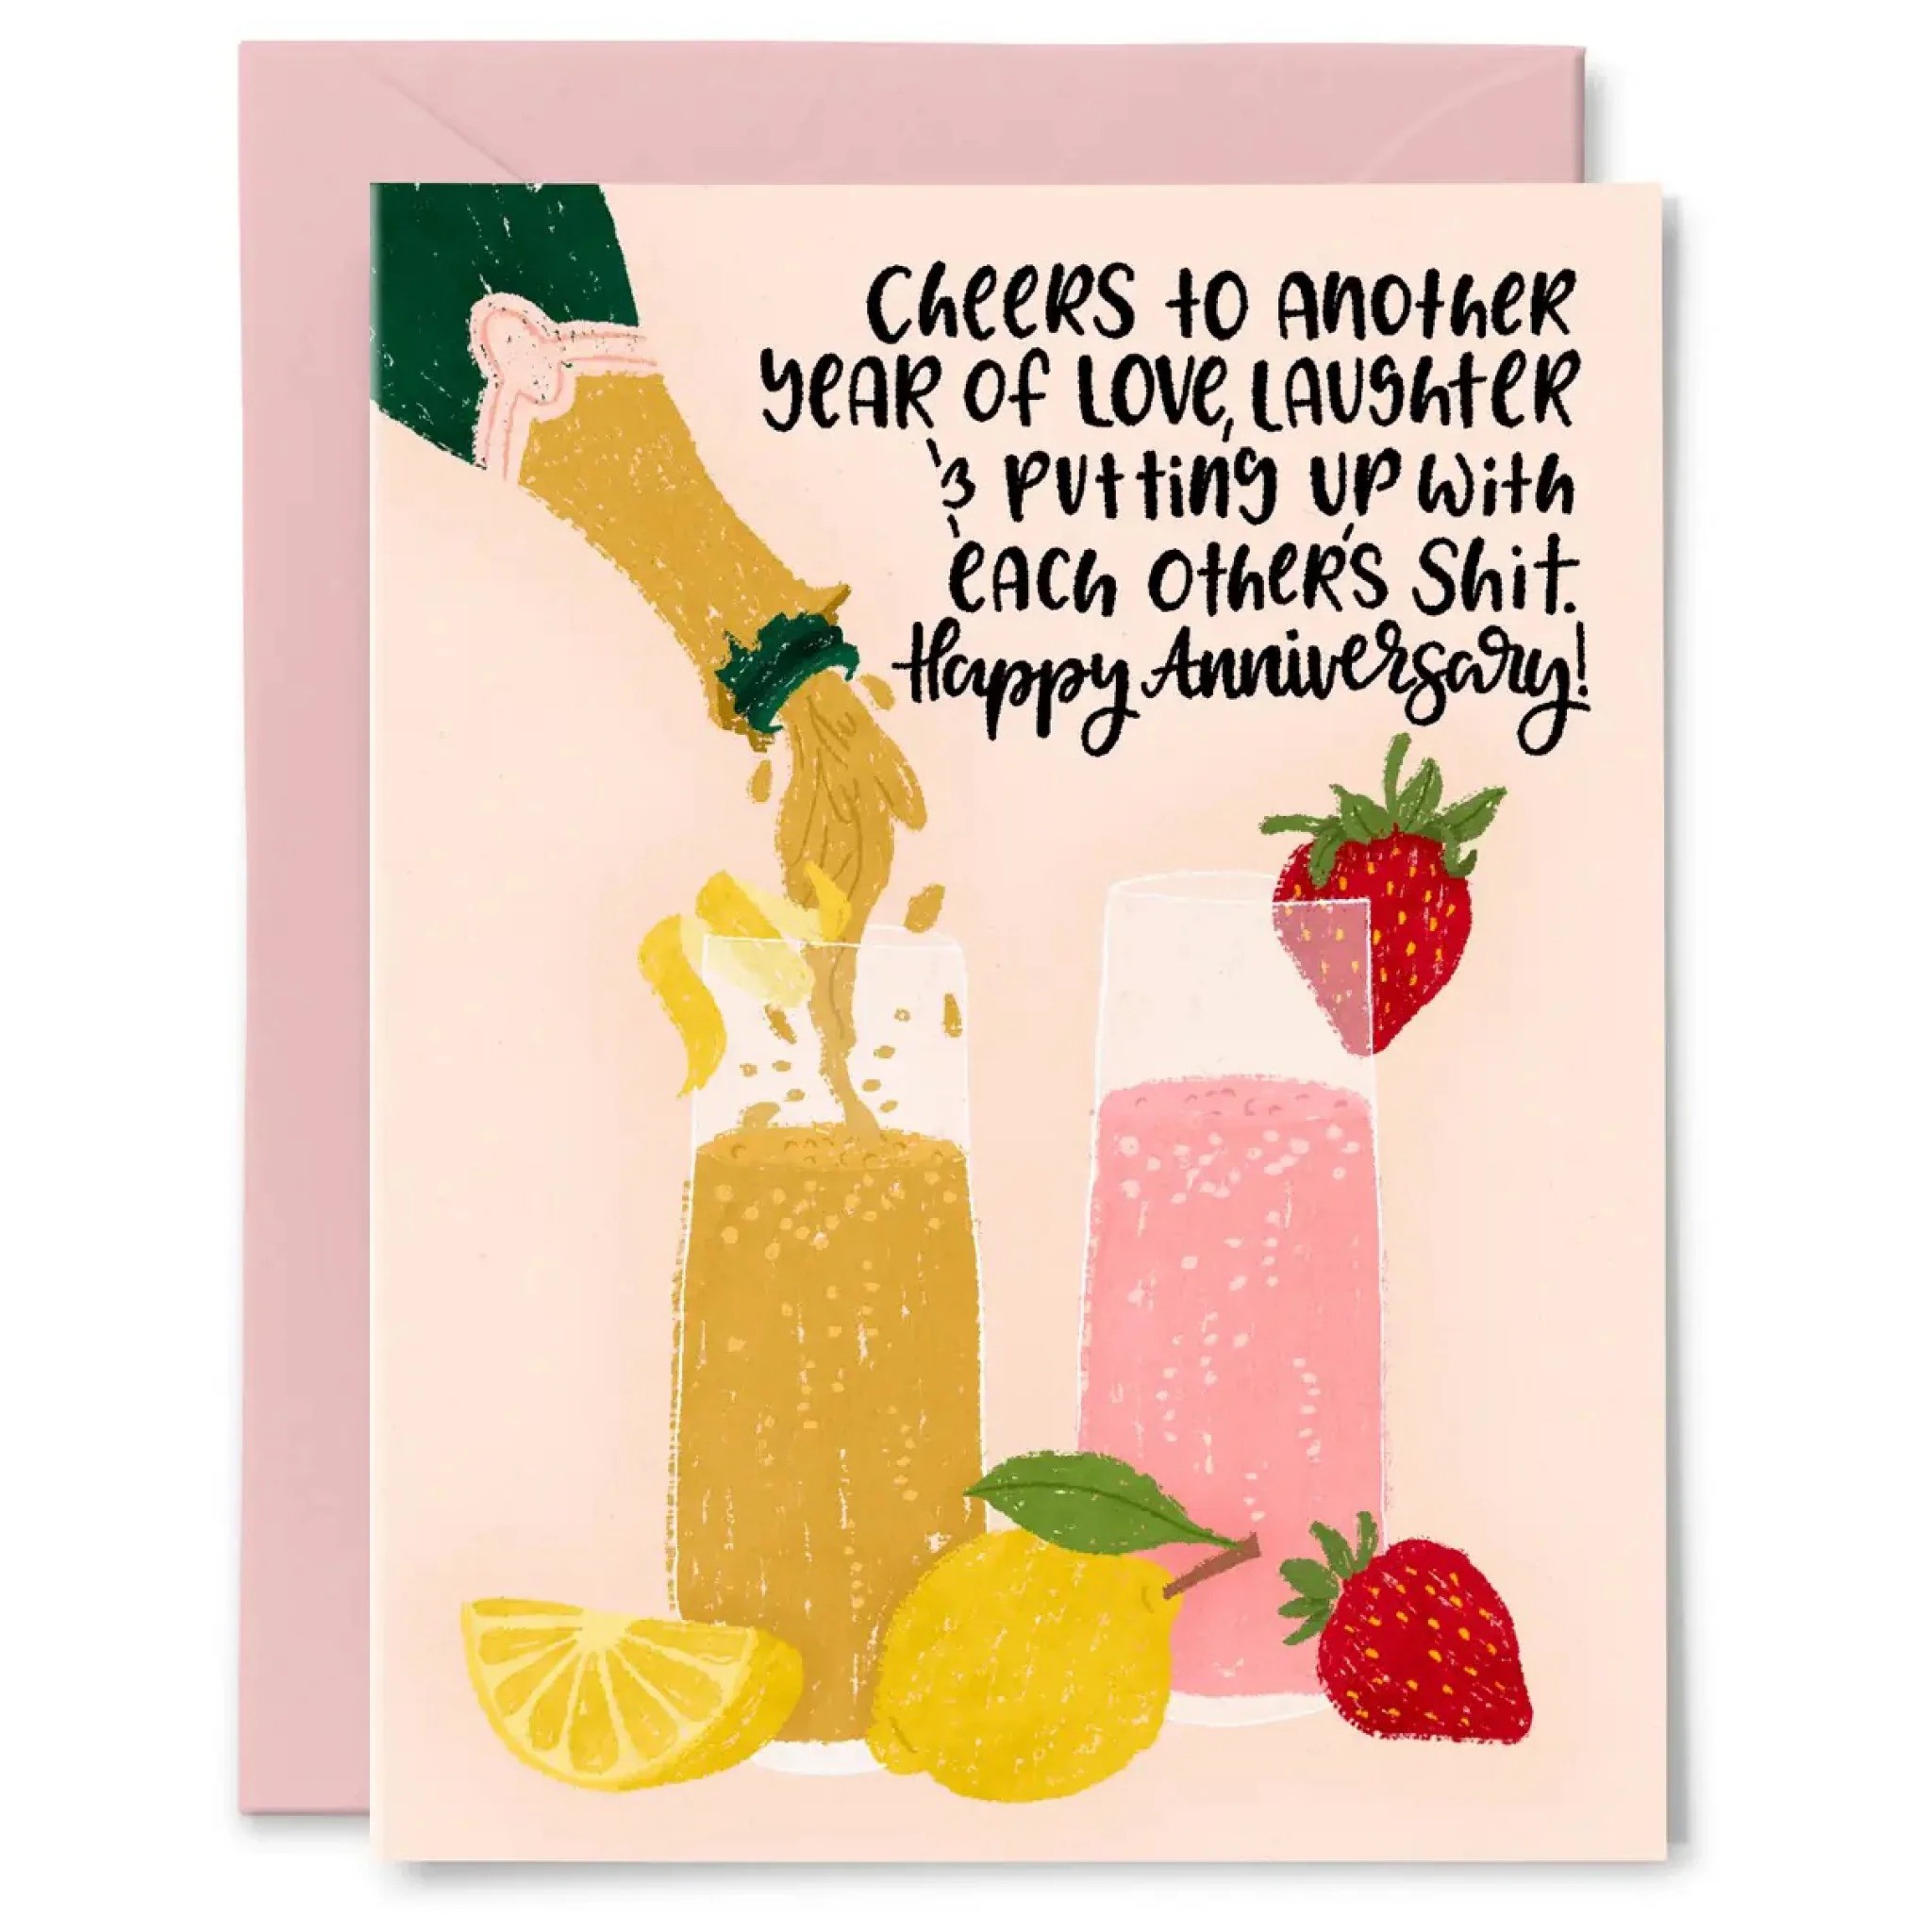 Cheers to another
year of love, laughter
& putting up with
each other's shit.
Happy Anniversary!